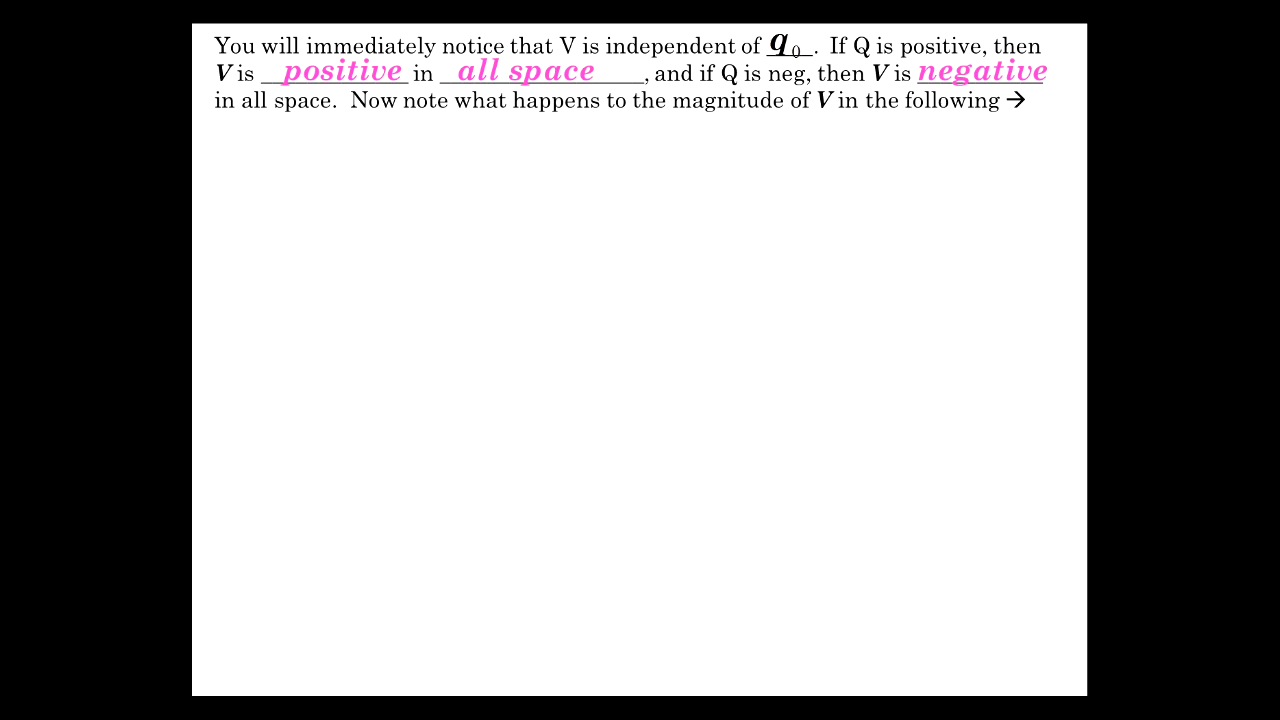 You will immediately notice that V is independent of q₀. If Q is positive, then
V is positive in all space, and if Q is neg, then V is negative
in all space. Now note what happens to the magnitude of V in the following →